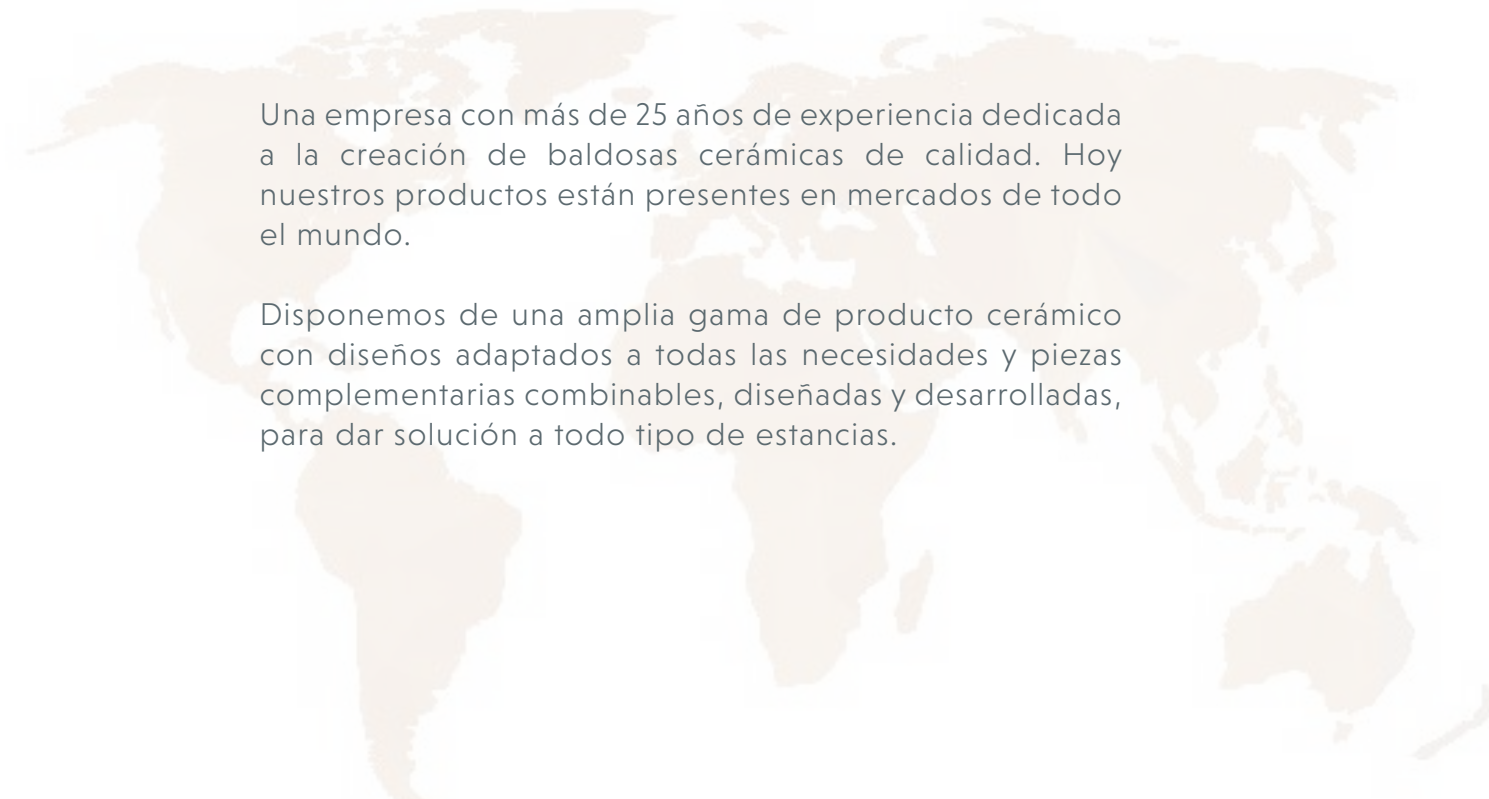 Una empresa con más de 25 años de experiencia dedicada
a la creación de baldosas cerámicas de calidad. Hoy
nuestros productos están presentes en mercados de todo
el mundo.
Disponemos de una amplia gama de producto cerámico
con diseños adaptados a todas las necesidades y piezas
complementarias combinables, diseñadas y desarrolladas,
para dar solución a todo tipo de estancias.